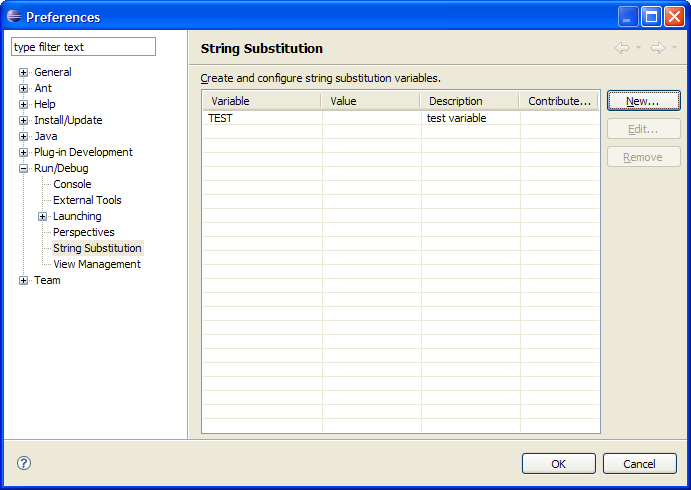 Preferences
type filter text
General
Ant
Help
Install/Update
Java
Plug-in Development
Run/Debug
Console
External Tools
Launching
Perspectives
String Substitution
View Management
Team
String Substitution
Create and configure string substitution variables.
Variable Value Description Contribute...
TEST test variable
New...
Edit...
Remove
?
OK Cancel